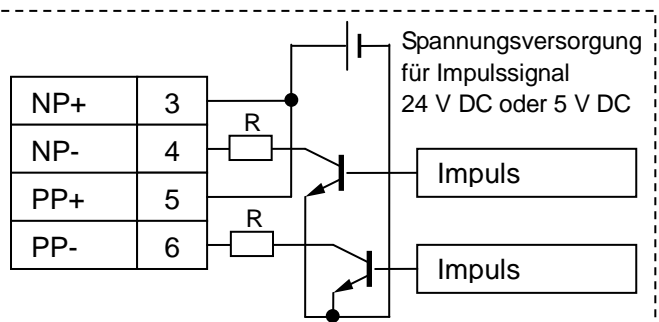 Spannungsversorgung
für Impulssignal
24 V DC oder 5 V DC
NP+ 3
R
NP- 4
Impuls
PP+ 5
R
PP- 6
Impuls